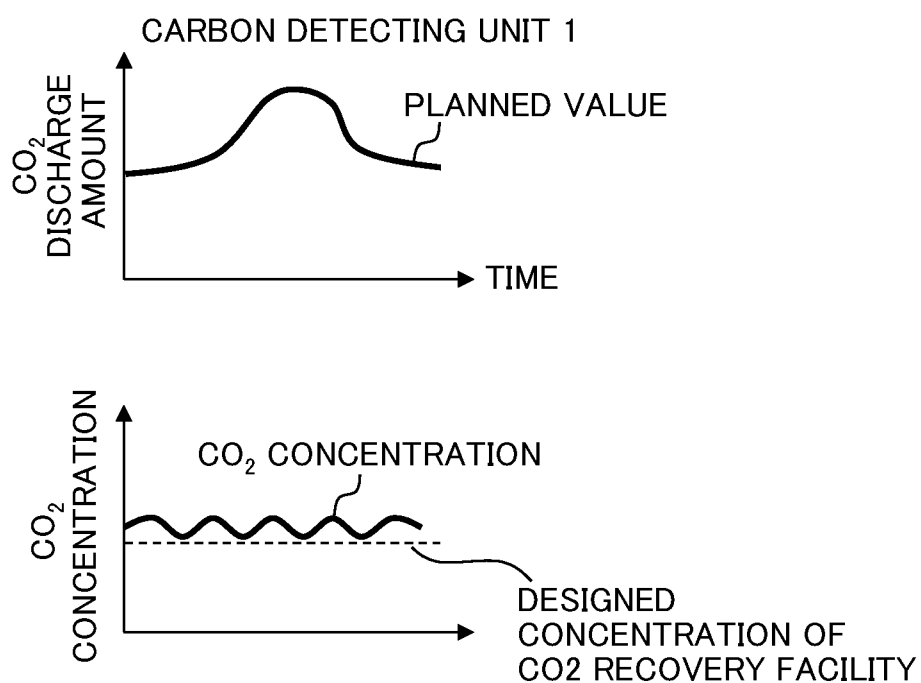 CARBON DETECTING UNIT 1
CO₂
DISCHARGE
AMOUNT
PLANNED VALUE
TIME
CO₂
CONCENTRATION
CO₂ CONCENTRATION
DESIGNED
CONCENTRATION OF
CO2 RECOVERY FACILITY